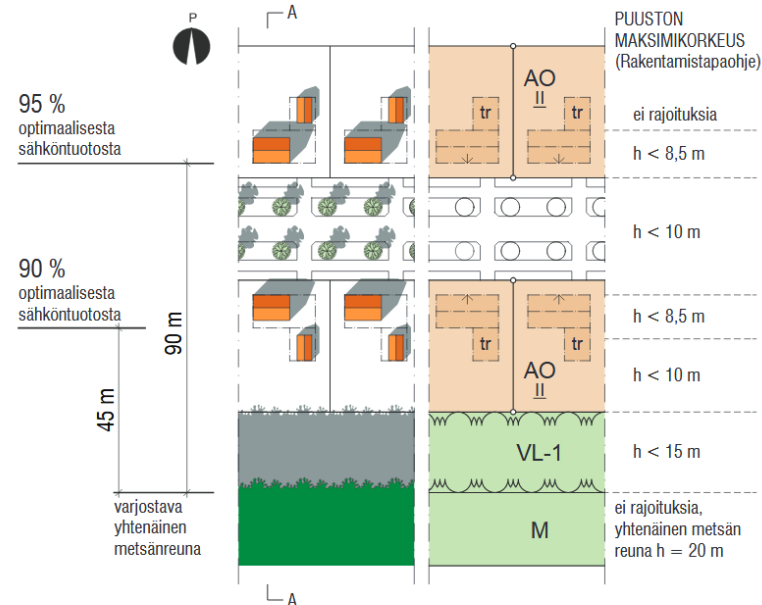 P
A
PUUSTON
MAKSIMIKORKEUS
(Rakentamistapaohje)
95 %
optimaalisesta
sähköntuotosta
AO
II
tr
tr
ei rajoituksia
h < 8,5 m
h < 10 m
90 %
optimaalisesta
sähköntuotosta
90 m
45 m
tr
tr
AO
II
h < 8,5 m
h < 10 m
VL-1
h < 15 m
varjostava
yhtenäinen
metsänreuna
M
ei rajoituksia,
yhtenäinen metsän
reuna h = 20 m
A